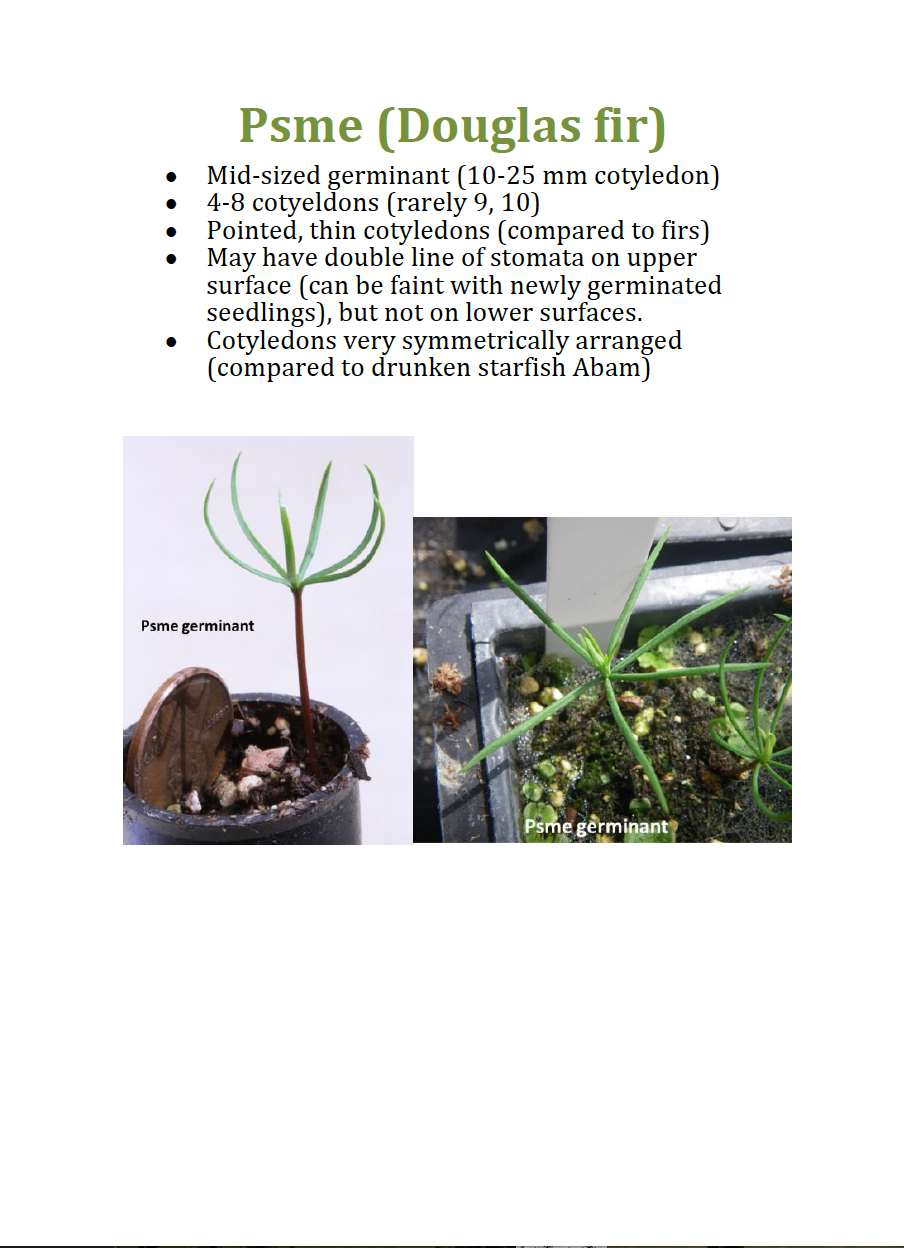 Psme (Douglas fir)
● Mid-sized germinant (10-25 mm cotyledon)
● 4-8 cotyeldons (rarely 9, 10)
● Pointed, thin cotyledons (compared to firs)
● May have double line of stomata on upper
surface (can be faint with newly germinated
seedlings), but not on lower surfaces.
● Cotyledons very symmetrically arranged
(compared to drunken starfish Abam)
Psme germinant
Psme germinant